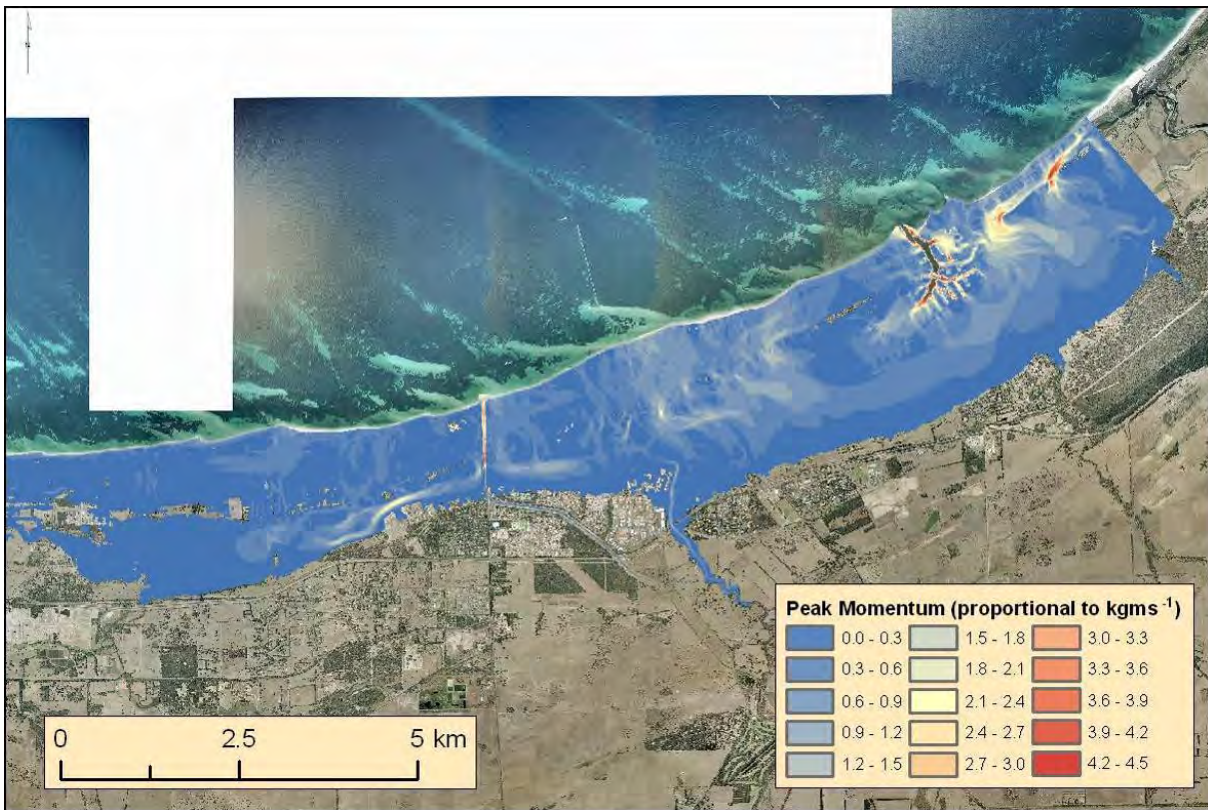 Peak Momentum (proportional to kgms⁻¹)
0.0 - 0.3 1.5 - 1.8 3.0 - 3.3
0.3 - 0.6 1.8 - 2.1 3.3 - 3.6
0.6 - 0.9 2.1 - 2.4 3.6 - 3.9
0.9 - 1.2 2.4 - 2.7 3.9 - 4.2
1.2 - 1.5 2.7 - 3.0 4.2 - 4.5
0 2.5 5 km